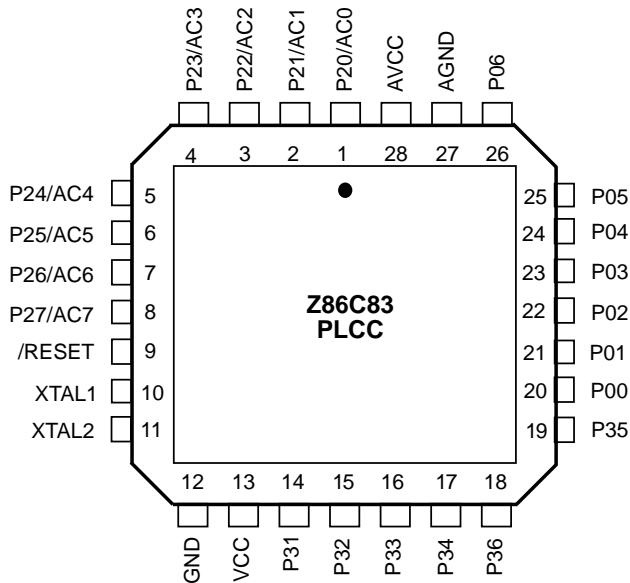 P23/AC3
P22/AC2
P21/AC1
P20/AC0
AVCC
AGND
P06
4
3
2
1
28
27
26
P24/AC4
5
25
P05
P25/AC5
6
24
P04
P26/AC6
7
23
P03
P27/AC7
8
22
P02
/RESET
9
21
P01
XTAL1
10
20
P00
XTAL2
11
19
P35
Z86C83
PLCC
12
13
14
15
16
17
18
GND
VCC
P31
P32
P33
P34
P36